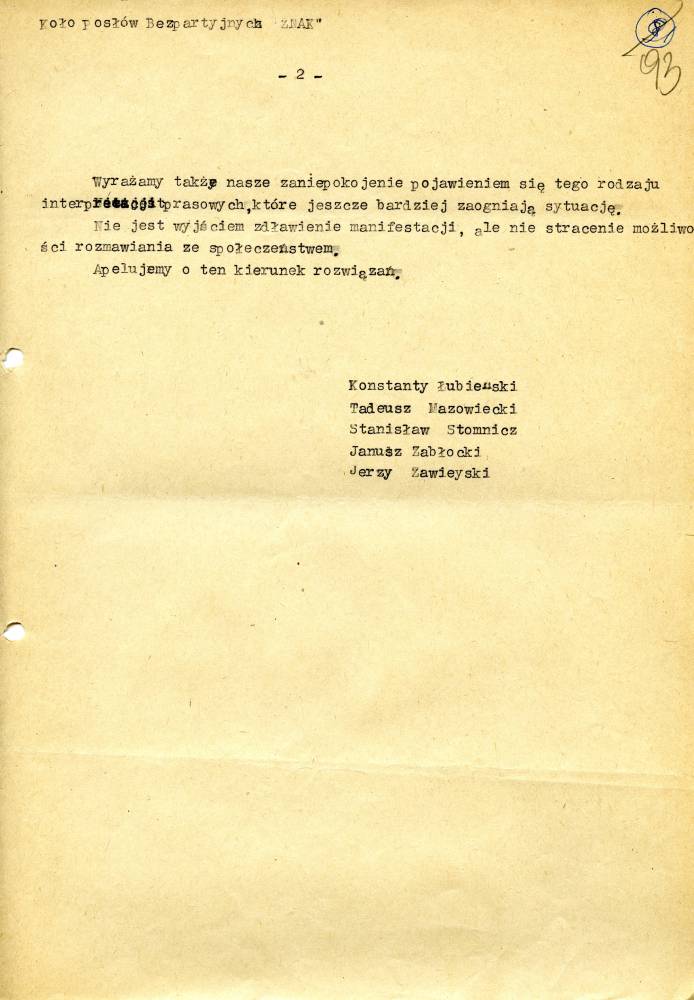 Koło posłów Bezpartyjnych ZNAK"
93
- 2 -
Wyrażamy także nasze zaniepokojenie pojawieniem się tego rodzaju
interpretacji prasowych,które jeszcze bardziej zaogniają sytuację.
Nie jest wyjściem zdławienie manifestacji, ale nie stracenie możliwo
ści rozmawiania ze społeczeństwem.
Apelujemy o ten kierunek rozwiązań.
Konstanty Łubieński
Tadeusz Mazowiecki
Stanisław Stomnicz
Janusz Zabłocki
Jerzy Zawieyski